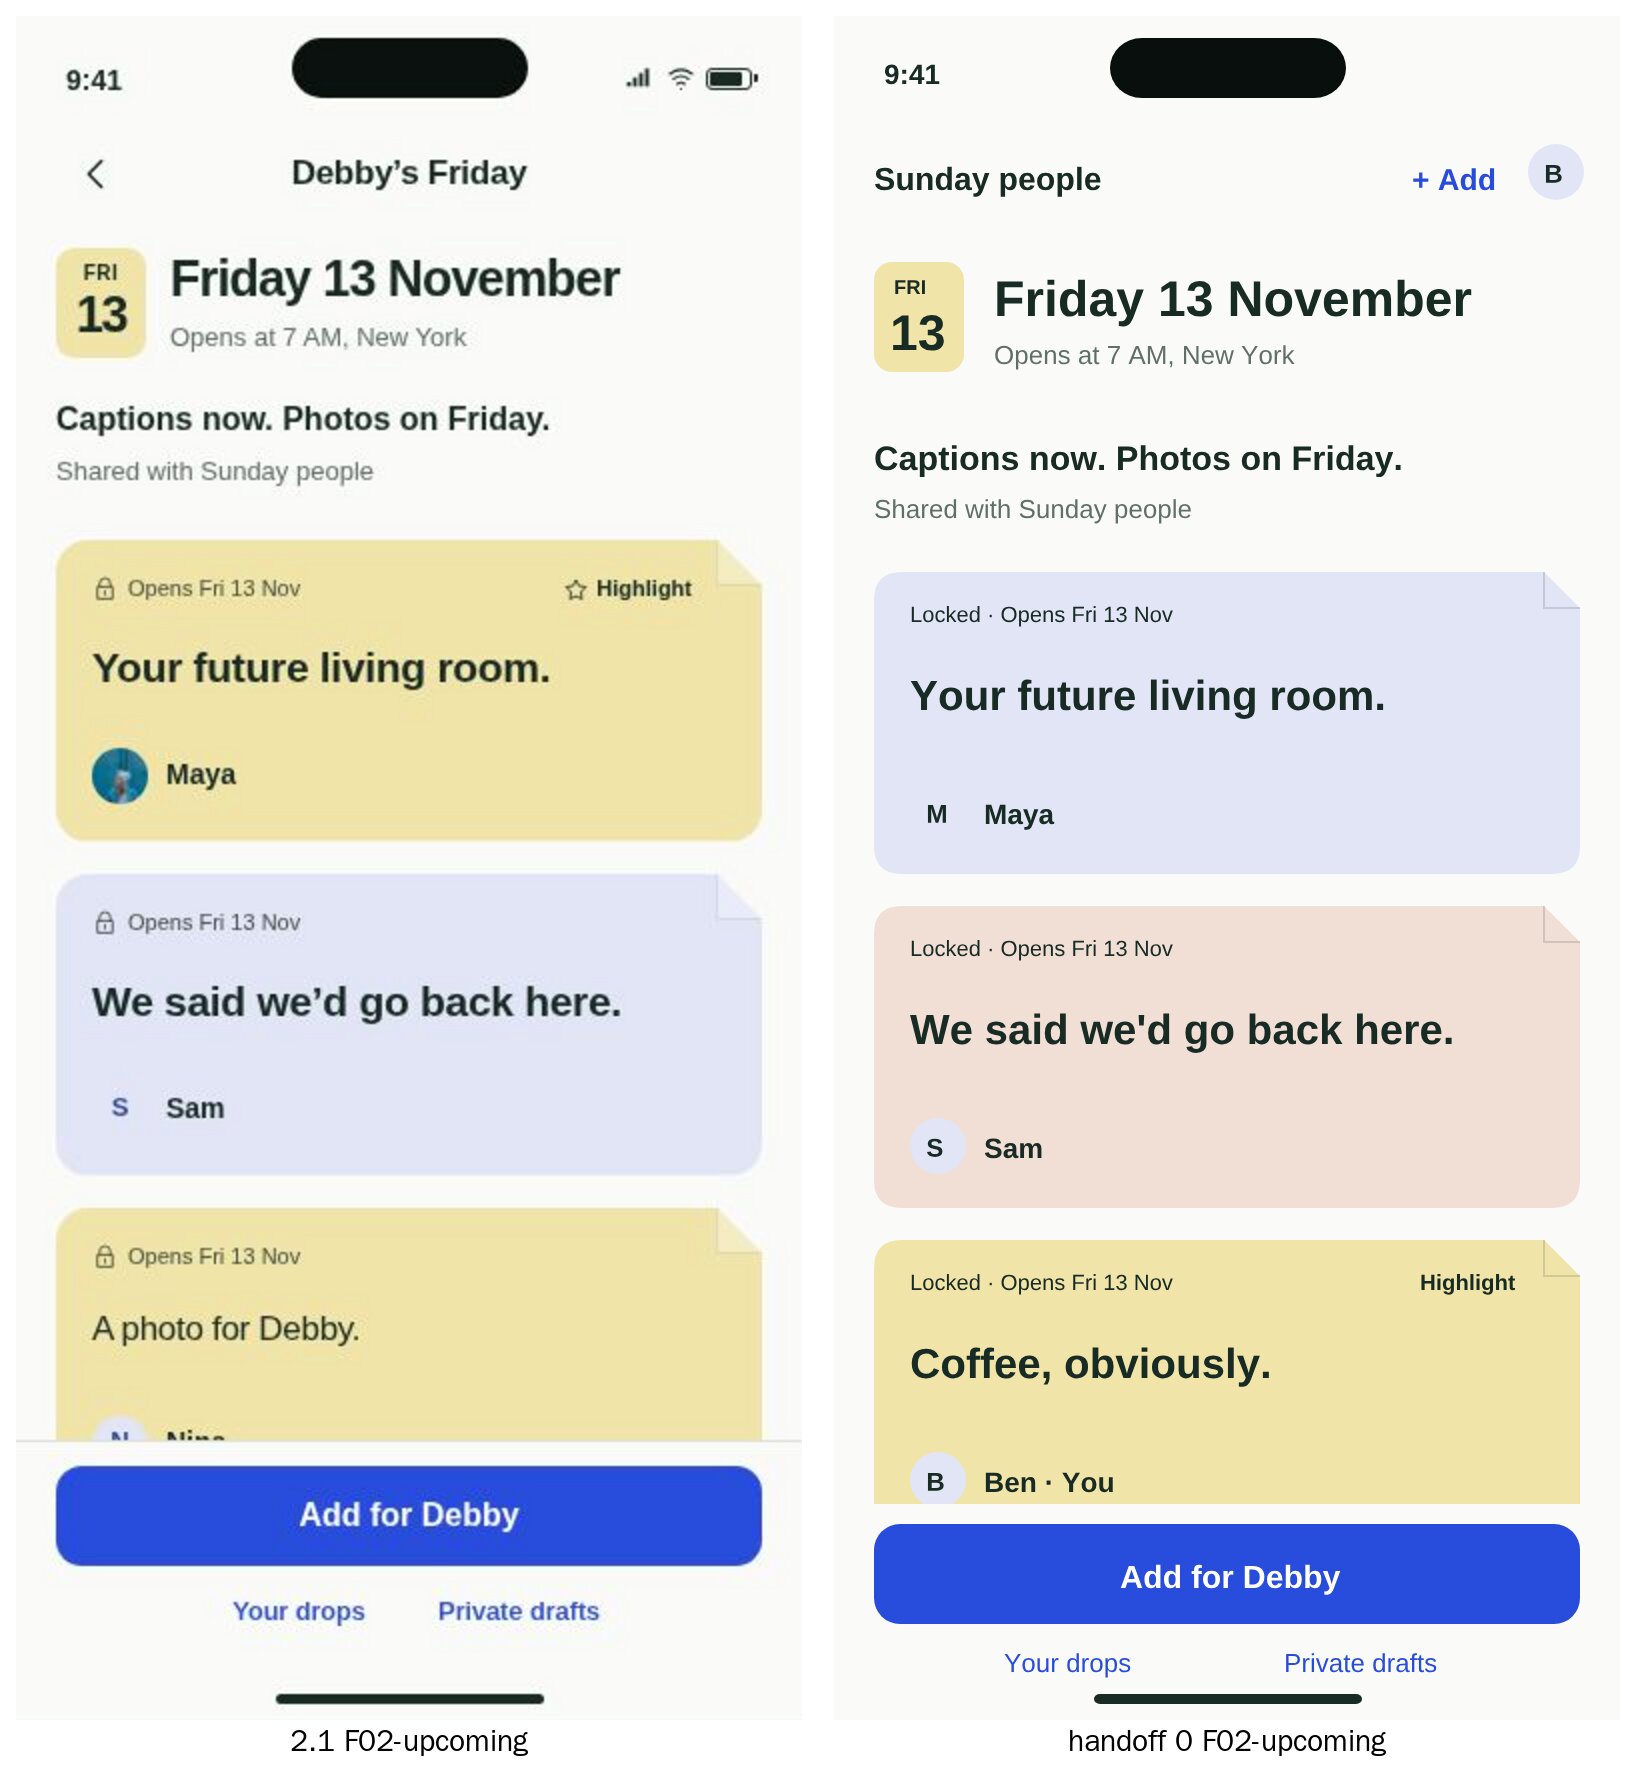 9:41
Debby’s Friday
FRI
13
Friday 13 November
Opens at 7 AM, New York
Captions now. Photos on Friday.
Shared with Sunday people
Opens Fri 13 Nov
Highlight
Your future living room.
Maya
Opens Fri 13 Nov
We said we’d go back here.
S
Sam
Opens Fri 13 Nov
A photo for Debby.
N
Nina
Add for Debby
Your drops
Private drafts
2.1 F02-upcoming
9:41
Sunday people
+ Add
B
FRI
13
Friday 13 November
Opens at 7 AM, New York
Captions now. Photos on Friday.
Shared with Sunday people
Locked · Opens Fri 13 Nov
Your future living room.
M
Maya
Locked · Opens Fri 13 Nov
We said we'd go back here.
S
Sam
Locked · Opens Fri 13 Nov
Highlight
Coffee, obviously.
B
Ben · You
Add for Debby
Your drops
Private drafts
handoff 0 F02-upcoming